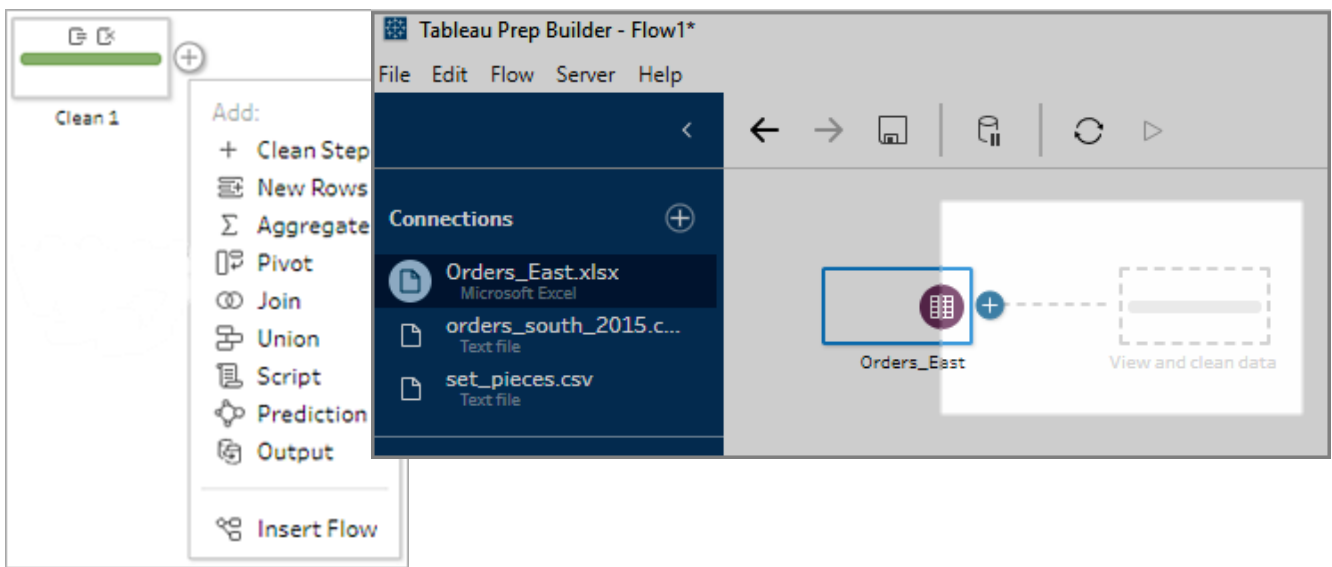 Clean 1
Add:
Clean Step
New Rows
Aggregate
Pivot
Join
Union
Script
Prediction
Output
Insert Flow
Tableau Prep Builder - Flow1*
File Edit Flow Server Help
Connections
Orders_East.xlsx
Microsoft Excel
orders_south_2015.c...
Text file
set_pieces.csv
Text file
Orders_East
View and clean data